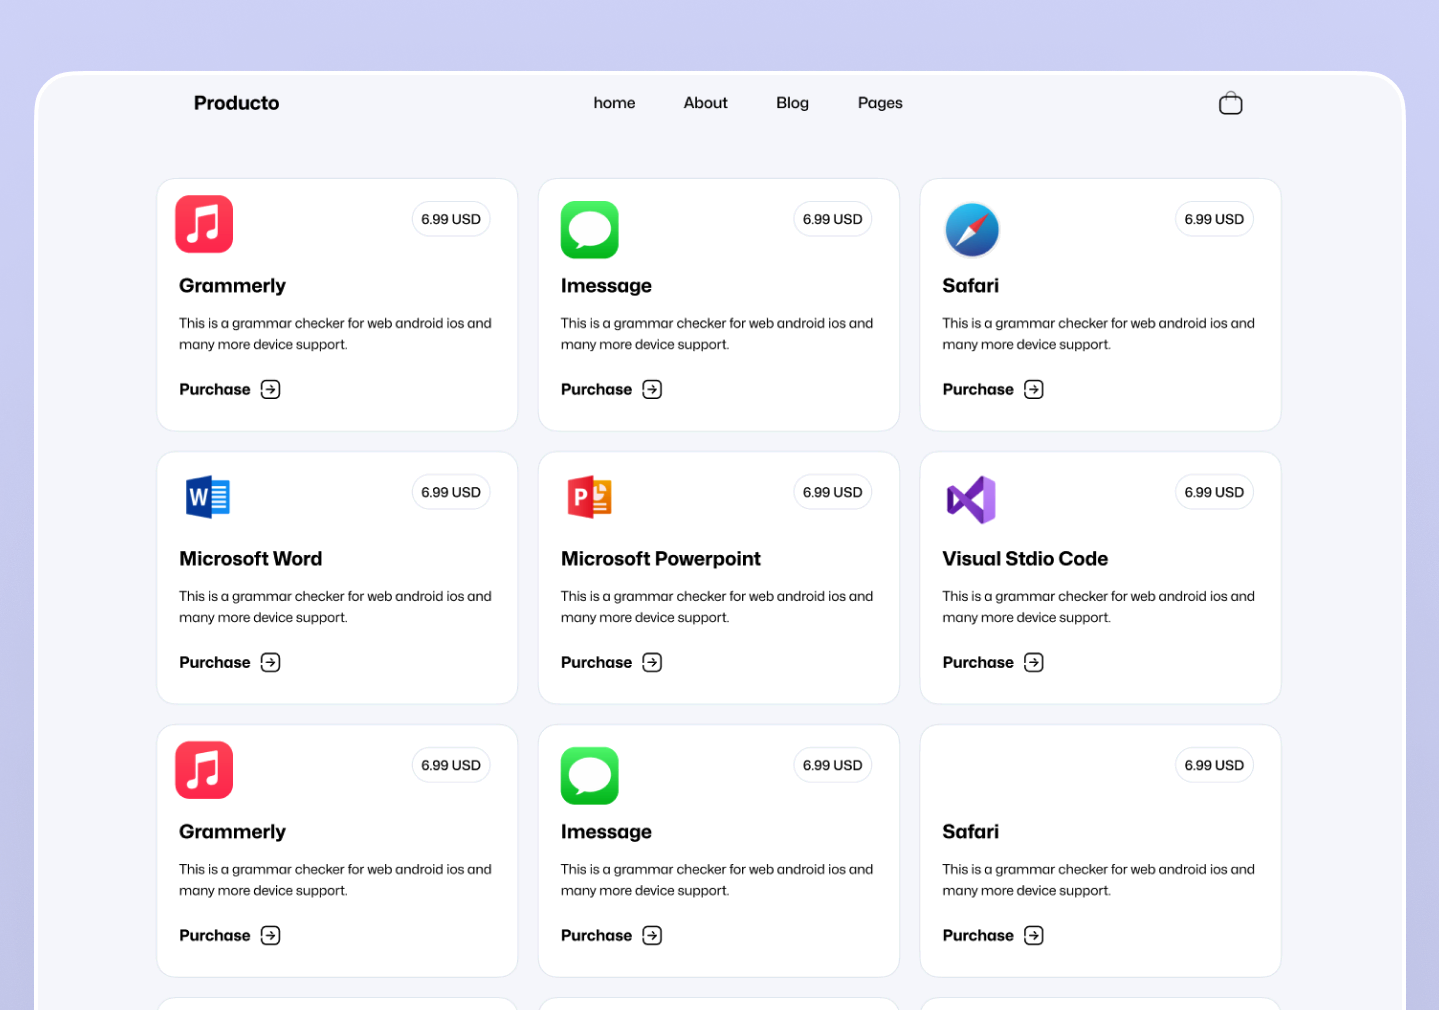 Producto
home
About
Blog
Pages
6.99 USD
Grammerly
This is a grammar checker for web android ios and
many more device support.
Purchase
6.99 USD
Imessage
This is a grammar checker for web android ios and
many more device support.
Purchase
6.99 USD
Safari
This is a grammar checker for web android ios and
many more device support.
Purchase
W
6.99 USD
Microsoft Word
This is a grammar checker for web android ios and
many more device support.
Purchase
P
6.99 USD
Microsoft Powerpoint
This is a grammar checker for web android ios and
many more device support.
Purchase
6.99 USD
Visual Stdio Code
This is a grammar checker for web android ios and
many more device support.
Purchase
6.99 USD
Grammerly
This is a grammar checker for web android ios and
many more device support.
Purchase
6.99 USD
Imessage
This is a grammar checker for web android ios and
many more device support.
Purchase
6.99 USD
Safari
This is a grammar checker for web android ios and
many more device support.
Purchase